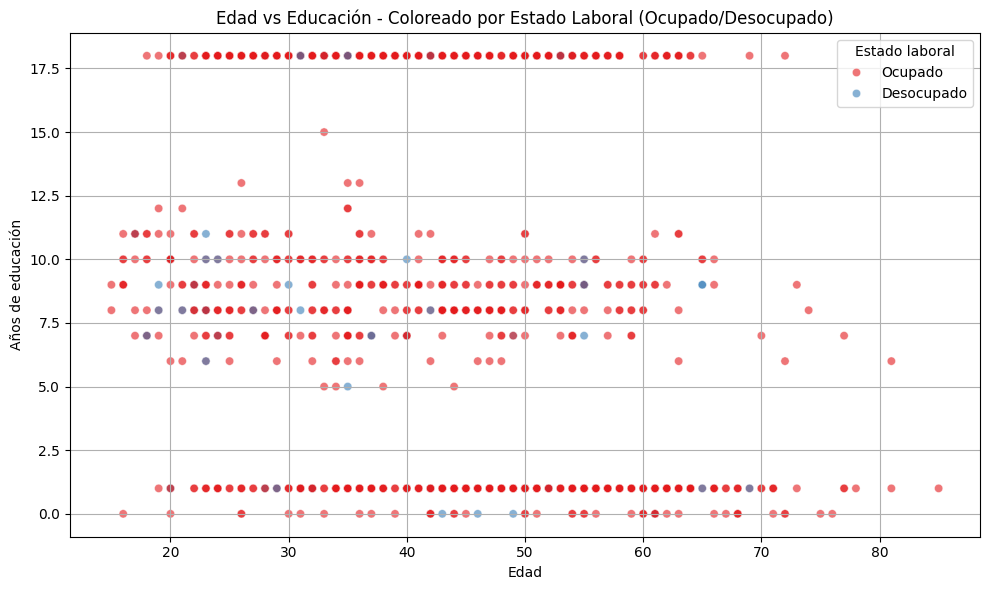 Edad vs Educación - Coloreado por Estado Laboral (Ocupado/Desocupado)
Estado laboral
Ocupado
Desocupado
Años de educación
17.5
15.0
12.5
10.0
7.5
5.0
2.5
0.0
20 30 40 50 60 70 80
Edad